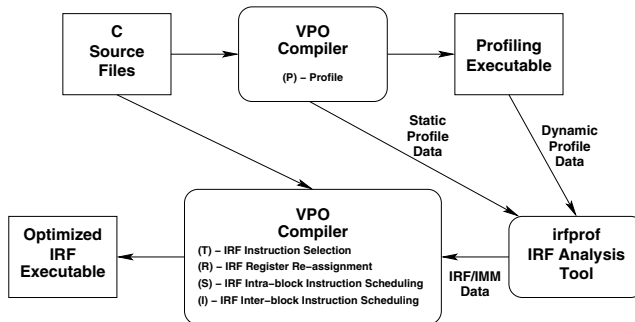 C
Source
Files
VPO
Compiler
(P) − Profile
Profiling
Executable
Static
Profile
Data
Dynamic
Profile
Data
Optimized
IRF
Executable
VPO
Compiler
(T) − IRF Instruction Selection
(R) − IRF Register Re−assignment
(S) − IRF Intra−block Instruction Scheduling
(I) − IRF Inter−block Instruction Scheduling
IRF/IMM
Data
irfprof
IRF Analysis
Tool